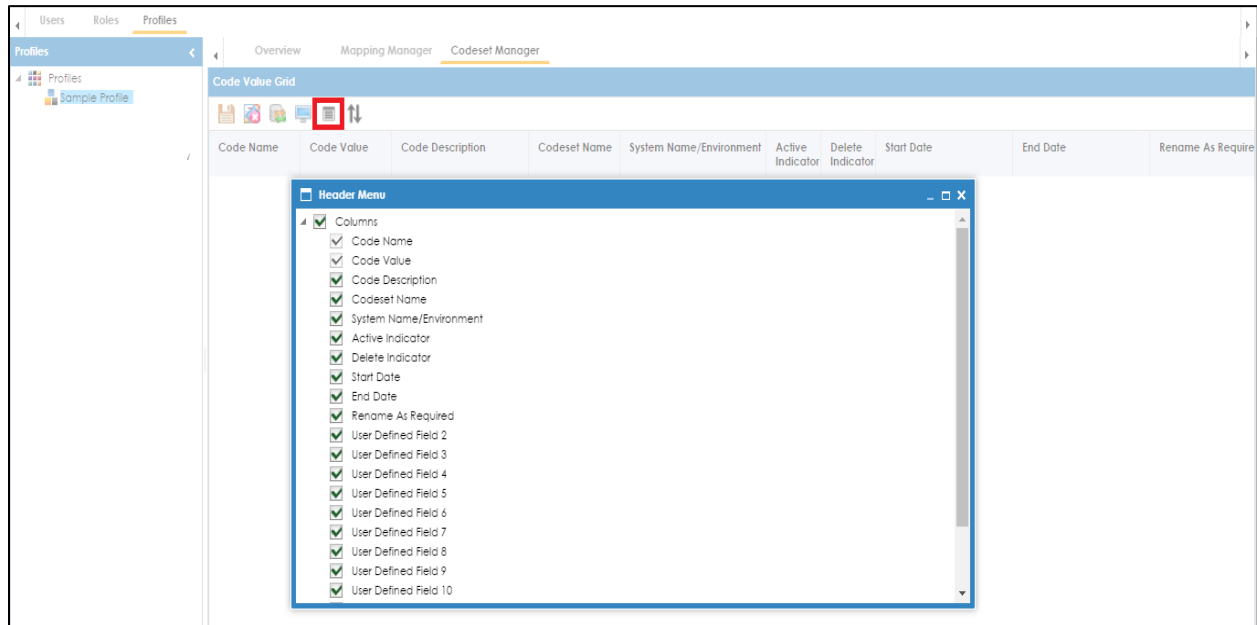 Users Roles Profiles
Profiles
Overview Mapping Manager Codeset Manager
Profiles
Sample Profile
Code Value Grid
Code Name Code Value Code Description Codeset Name System Name/Environment Active Indicator Delete Indicator Start Date End Date Rename As Require
Header Menu
Columns
Code Name
Code Value
Code Description
Codeset Name
System Name/Environment
Active Indicator
Delete Indicator
Start Date
End Date
Rename As Required
User Defined Field 2
User Defined Field 3
User Defined Field 4
User Defined Field 5
User Defined Field 6
User Defined Field 7
User Defined Field 8
User Defined Field 9
User Defined Field 10